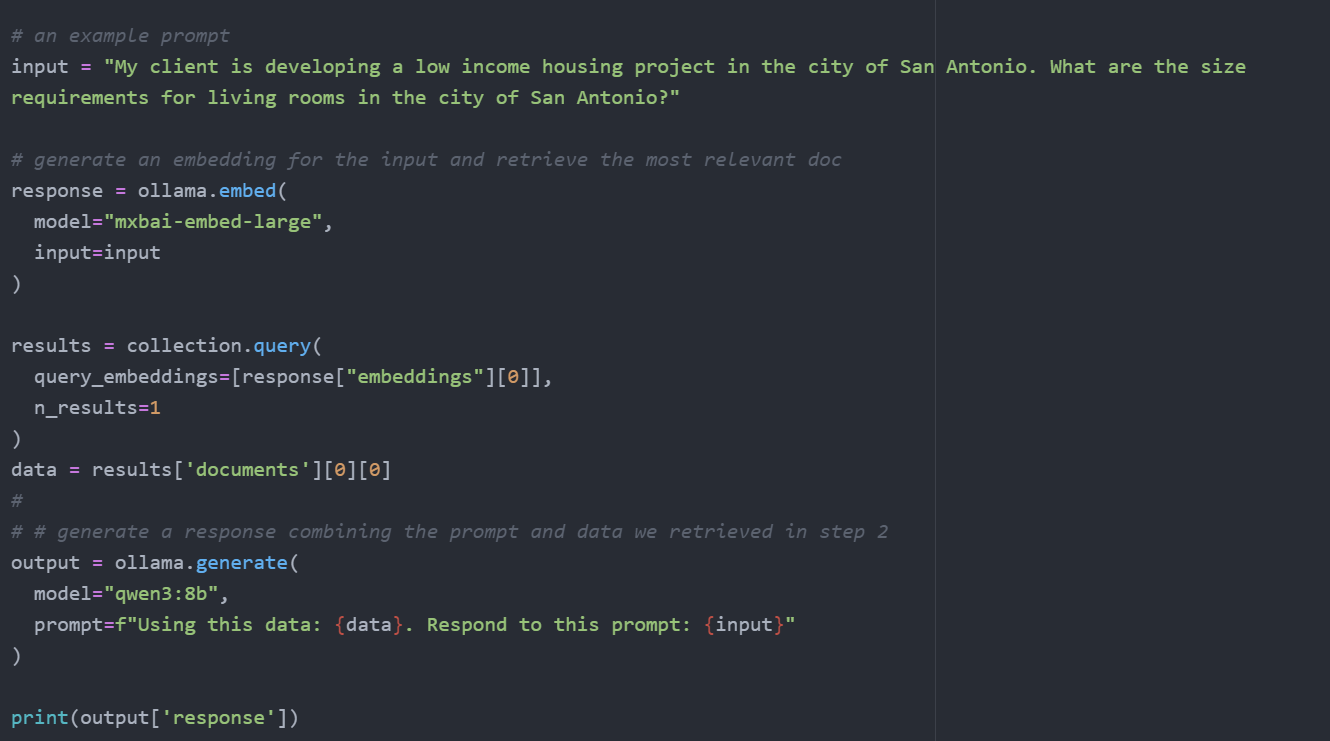 # an example prompt
input = "My client is developing a low income housing project in the city of San Antonio. What are the size
requirements for living rooms in the city of San Antonio?"
# generate an embedding for the input and retrieve the most relevant doc
response = ollama.embed(
  model="mxbai-embed-large",
  input=input
)
results = collection.query(
  query_embeddings=[response["embeddings"][0]],
  n_results=1
)
data = results['documents'][0][0]
#
# # generate a response combining the prompt and data we retrieved in step 2
output = ollama.generate(
  model="qwen3:8b",
  prompt=f"Using this data: {data}. Respond to this prompt: {input}"
)
print(output['response'])